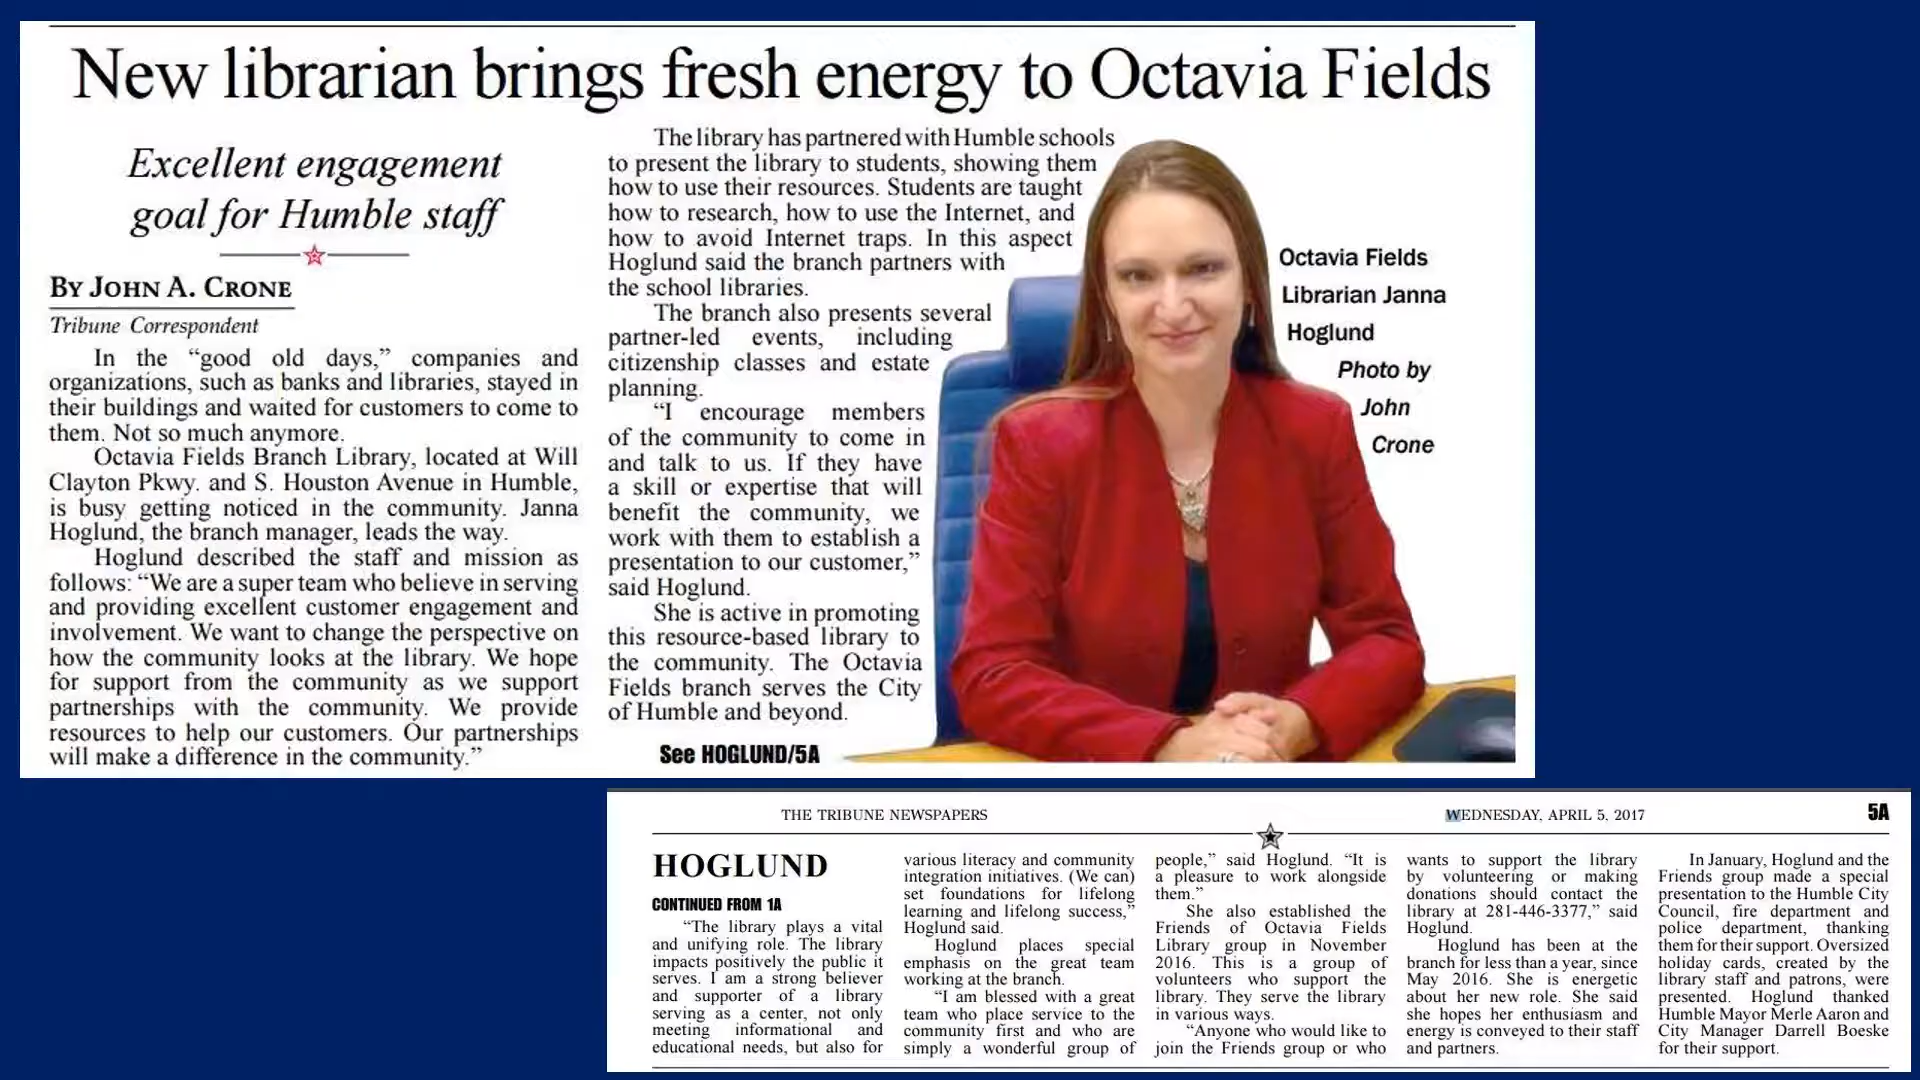 New librarian brings fresh energy to Octavia Fields
Excellent engagement
goal for Humble staff
BY JOHN A. CRONE
Tribune Correspondent
In the “good old days,” companies and
organizations, such as banks and libraries, stayed in
their buildings and waited for customers to come to
them. Not so much anymore.
Octavia Fields Branch Library, located at Will
Clayton Pkwy. and S. Houston Avenue in Humble,
is busy getting noticed in the community. Janna
Hoglund, the branch manager, leads the way.
Hoglund described the staff and mission as
follows: “We are a super team who believe in serving
and providing excellent customer engagement and
involvement. We want to change the perspective on
how the community looks at the library. We hope
for support from the community as we support
partnerships with the community. We provide
resources to help our customers. Our partnerships
will make a difference in the community.”
The library has partnered with Humble schools
to present the library to students, showing them
how to use their resources. Students are taught
how to research, how to use the Internet, and
how to avoid Internet traps. In this aspect
Hoglund said the branch partners with
the school libraries.
The branch also presents several
partner-led events, including
citizenship classes and estate
planning.
“I encourage members
of the community to come in
and talk to us. If they have
a skill or expertise that will
benefit the community, we
work with them to establish a
presentation to our customer,”
said Hoglund.
She is active in promoting
this resource-based library to
the community. The Octavia
Fields branch serves the City
of Humble and beyond.
See HOGLUND/5A
Octavia Fields
Librarian Janna
Hoglund
Photo by
John
Crone
THE TRIBUNE NEWSPAPERS
WEDNESDAY, APRIL 5, 2017
5A
HOGLUND
CONTINUED FROM 1A
“The library plays a vital
and unifying role. The library
impacts positively the public it
serves. I am a strong believer
and supporter of a library
serving as a center, not only
meeting informational and
educational needs, but also for
various literacy and community
integration initiatives. (We can)
set foundations for lifelong
learning and lifelong success,”
Hoglund said.
Hoglund places special
emphasis on the great team
working at the branch.
“I am blessed with a great
team who place service to the
community first and who are
simply a wonderful group of
people,” said Hoglund. “It is
a pleasure to work alongside
them.”
She also established the
Friends of Octavia Fields
Library group in November
2016. This is a group of
volunteers who support the
library. They serve the library
in various ways.
“Anyone who would like to
join the Friends group or who
wants to support the library
by volunteering or making
donations should contact the
library at 281-446-3377,” said
Hoglund.
Hoglund has been at the
branch for less than a year, since
May 2016. She is energetic
about her new role. She said
she hopes her enthusiasm and
energy is conveyed to their staff
and partners.
In January, Hoglund and the
Friends group made a special
presentation to the Humble City
Council, fire department and
police department, thanking
them for their support. Oversized
holiday cards, created by the
library staff and patrons, were
presented. Hoglund thanked
Humble Mayor Merle Aaron and
City Manager Darrell Boeske
for their support.